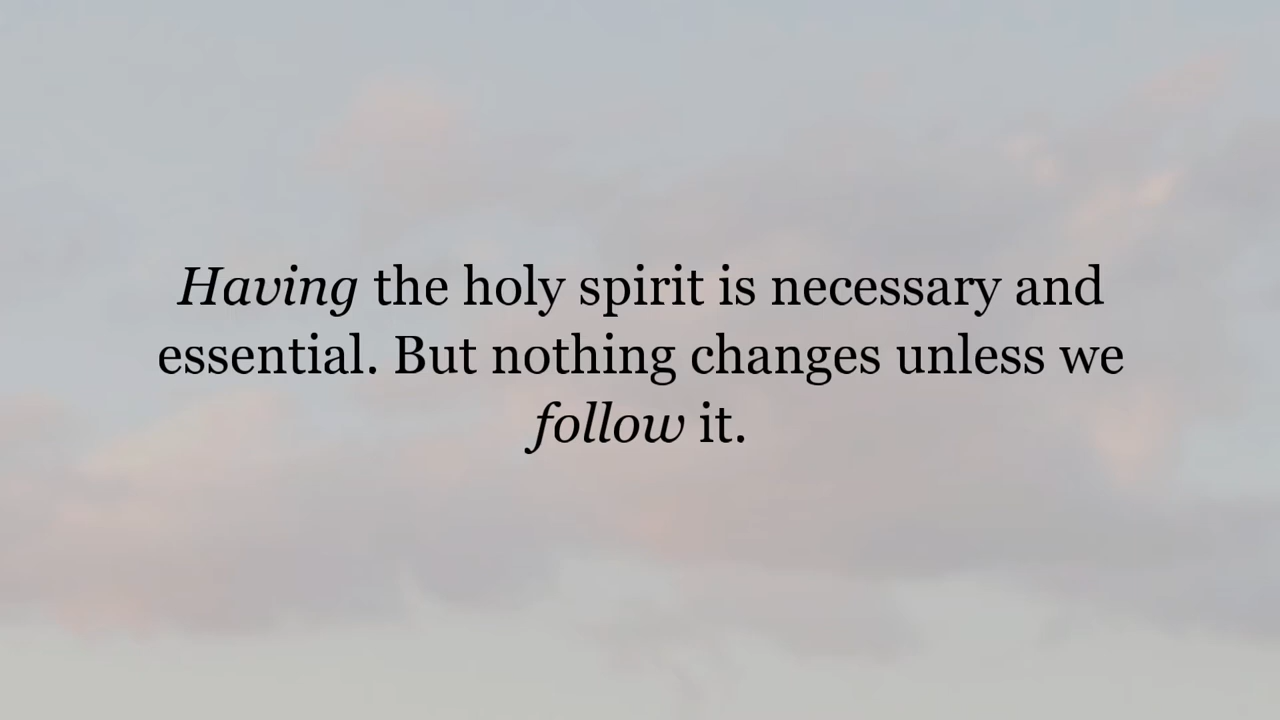 Having the holy spirit is necessary and
essential. But nothing changes unless we
follow it.